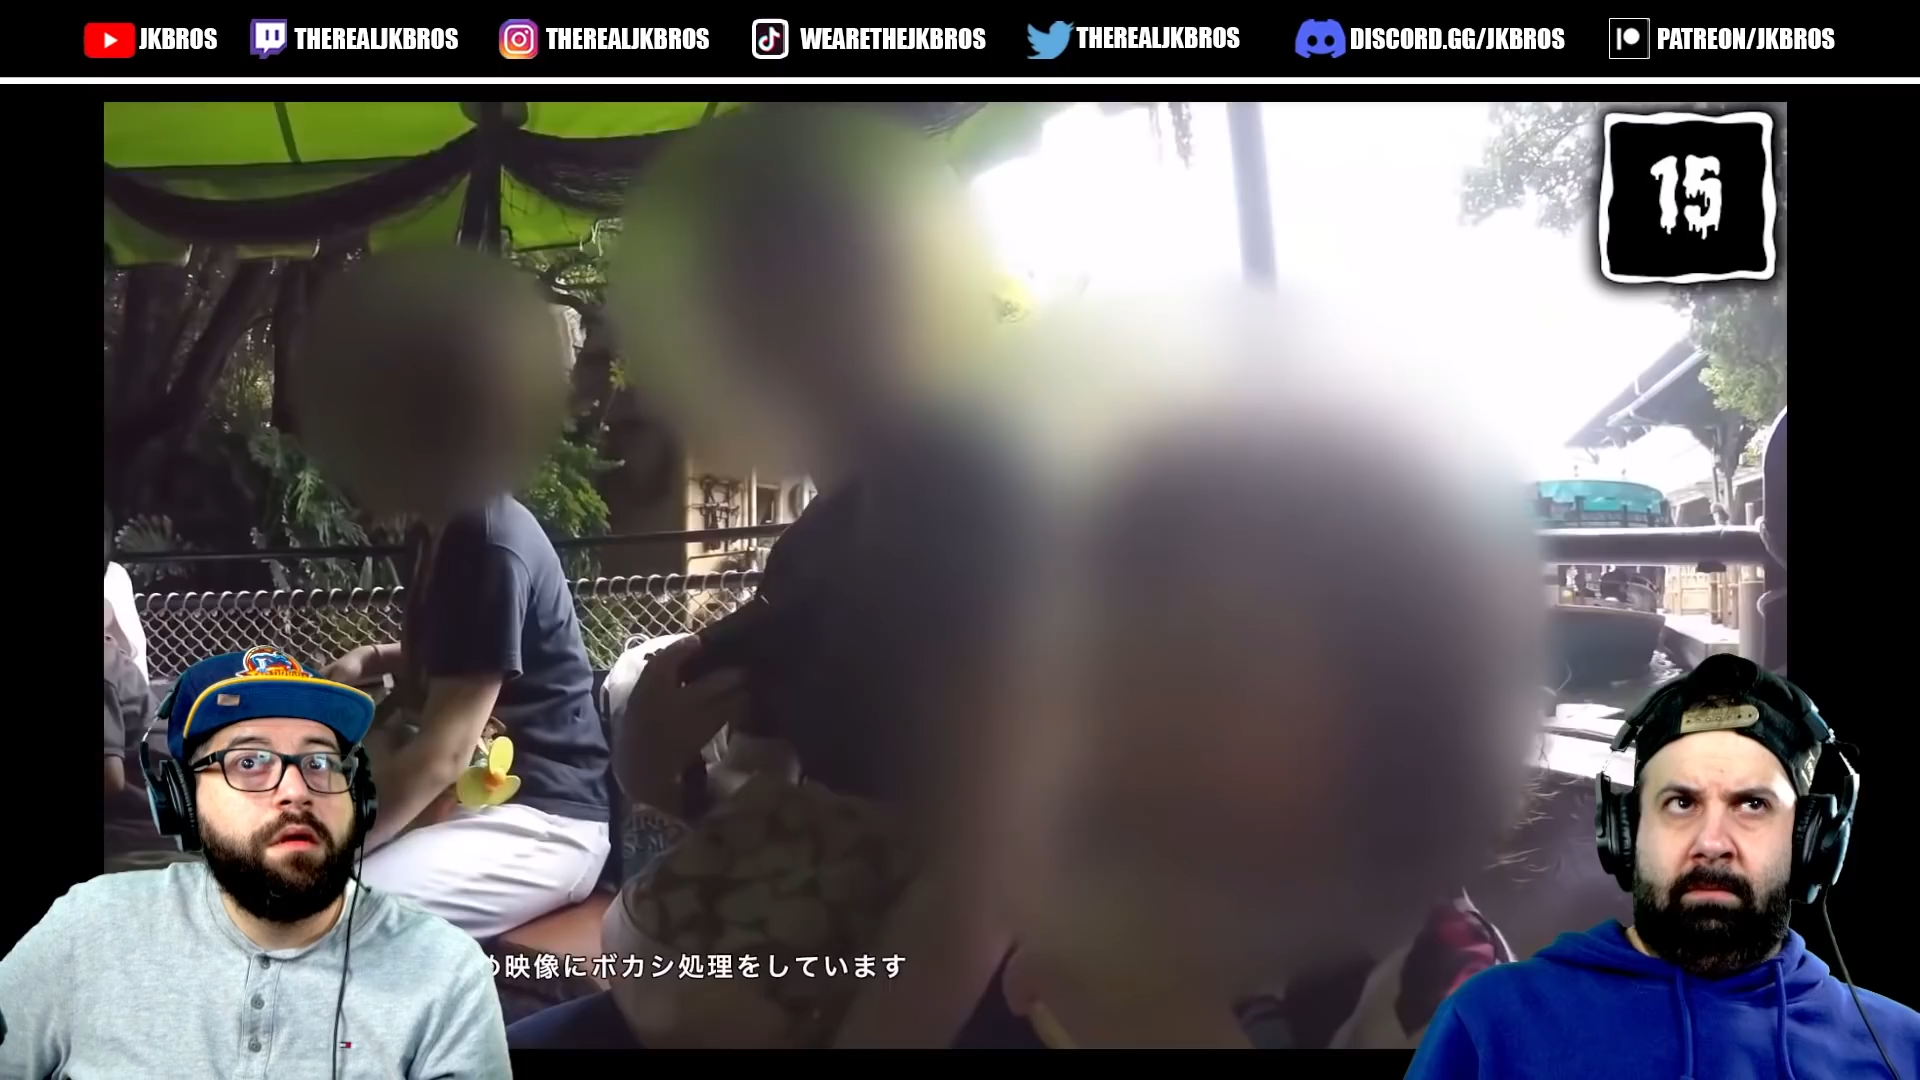 JKBROS
THEREALJKBROS
THEREALJKBROS
WEARETHEJKBROS
THEREALJKBROS
DISCORD.GG/JKBROS
PATREON/JKBROS
15
め映像にボカシ処理をしています